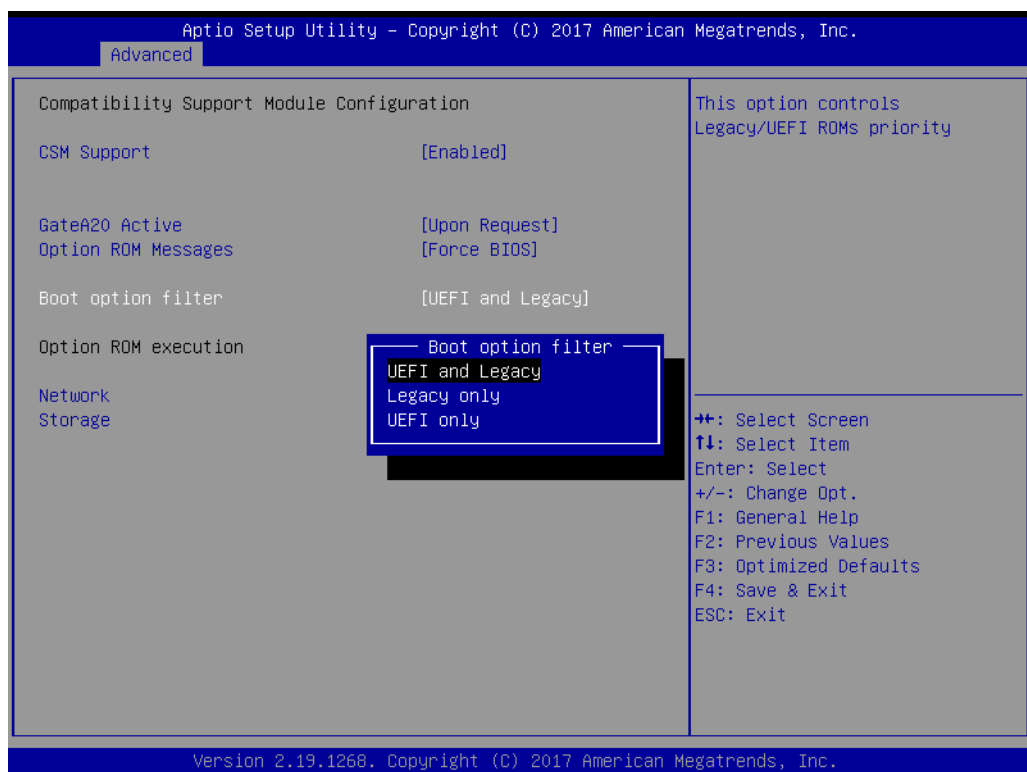 Aptio Setup Utility – Copyright (C) 2017 American Megatrends, Inc.
Advanced
Compatibility Support Module Configuration
CSM Support [Enabled]
GateA20 Active [Upon Request]
Option ROM Messages [Force BIOS]
Boot option filter [UEFI and Legacy]
Option ROM execution
Network
Storage
Boot option filter
UEFI and Legacy
Legacy only
UEFI only
This option controls
Legacy/UEFI ROMs priority
→←: Select Screen
↑↓: Select Item
Enter: Select
+/-: Change Opt.
F1: General Help
F2: Previous Values
F3: Optimized Defaults
F4: Save & Exit
ESC: Exit
Version 2.19.1268. Copyright (C) 2017 American Megatrends, Inc.